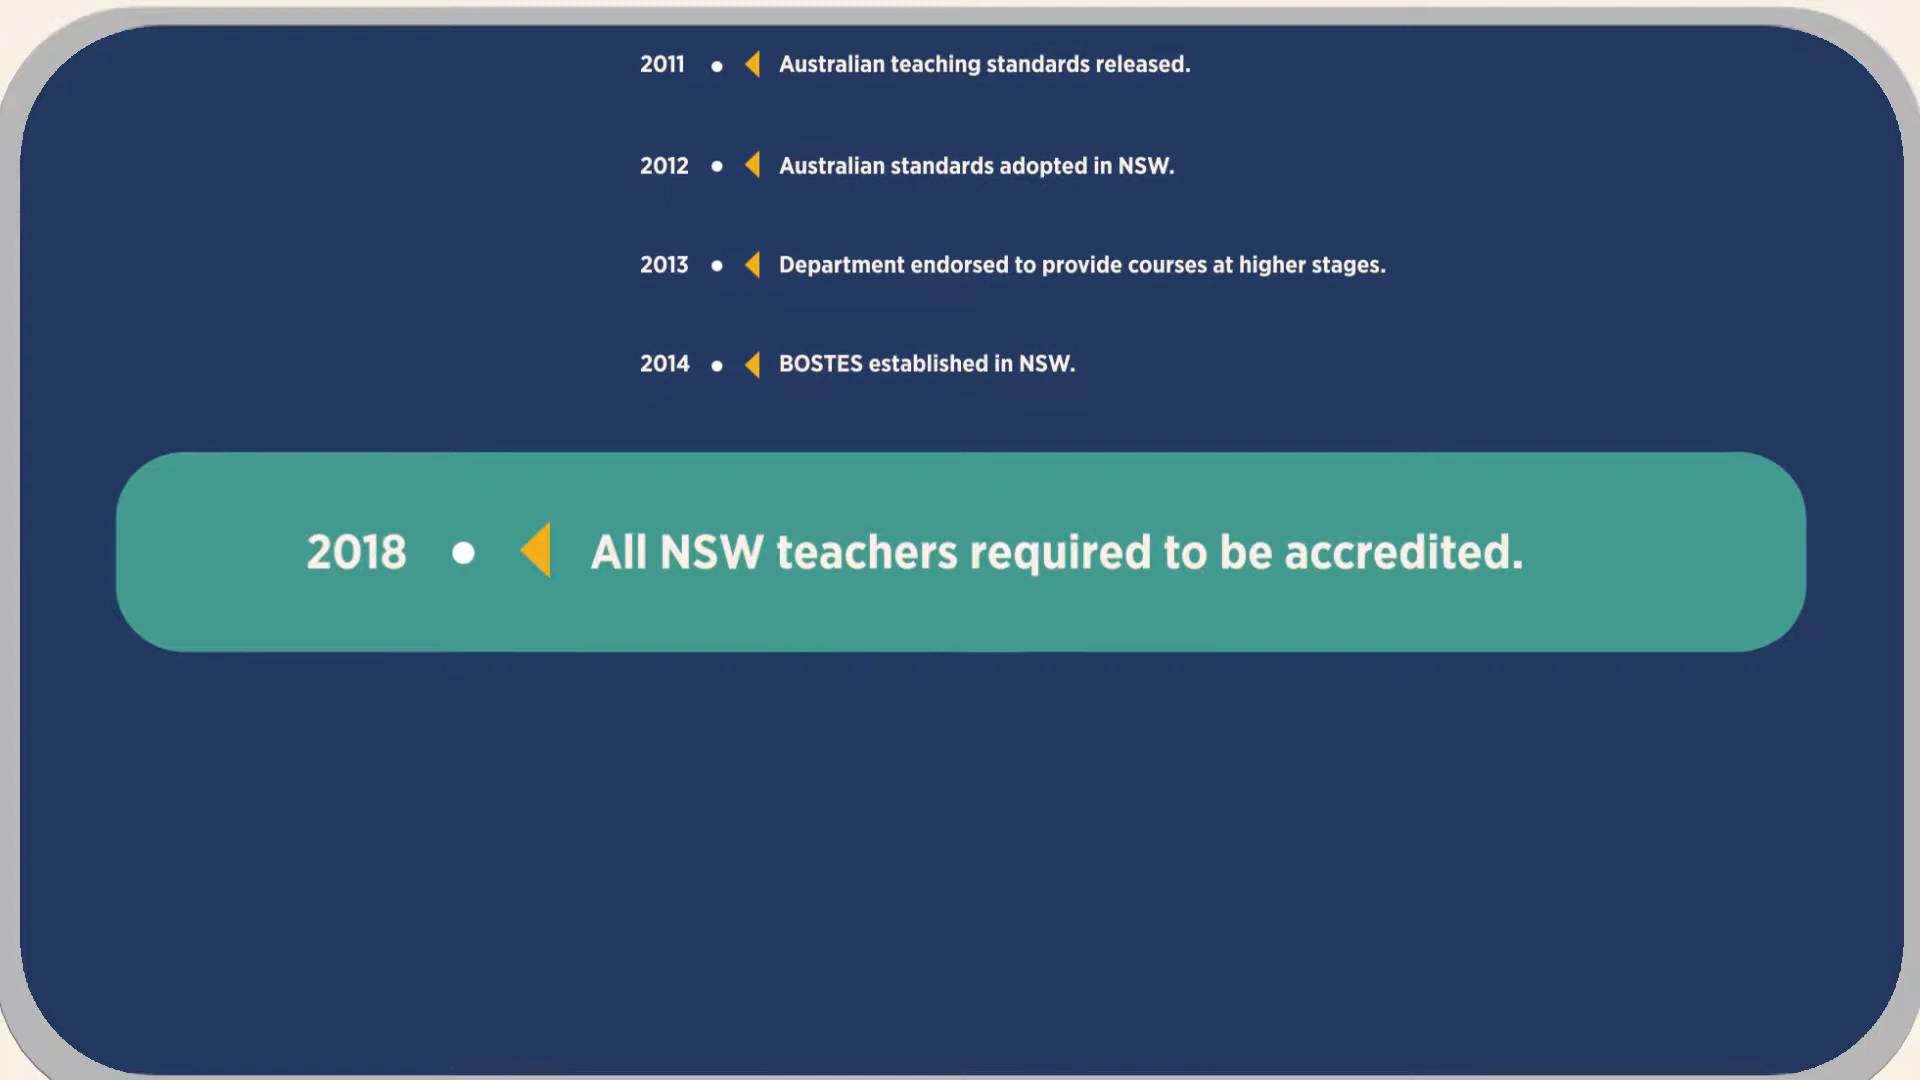 2011 Australian teaching standards released.
2012 Australian standards adopted in NSW.
2013 Department endorsed to provide courses at higher stages.
2014 BOSTES established in NSW.
2018 All NSW teachers required to be accredited.